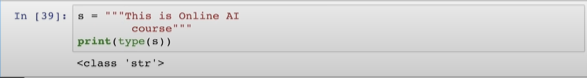 In [39]: s = """This is Online AI
course"""
print(type(s))
<class 'str'>